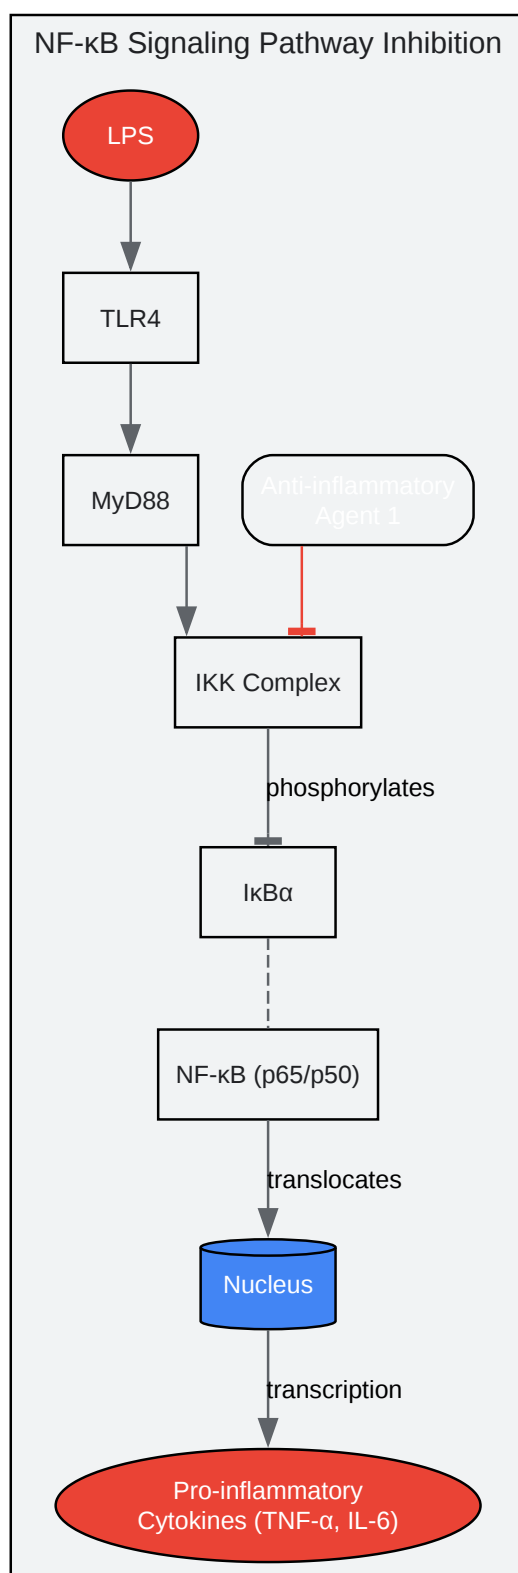 NF-κB Signaling Pathway Inhibition
LPS
TLR4
MyD88
Anti-inflammatory
Agent 1
IKK Complex
phosphorylates
IκBα
NF-κB (p65/p50)
translocates
Nucleus
transcription
Pro-inflammatory
Cytokines (TNF-α, IL-6)